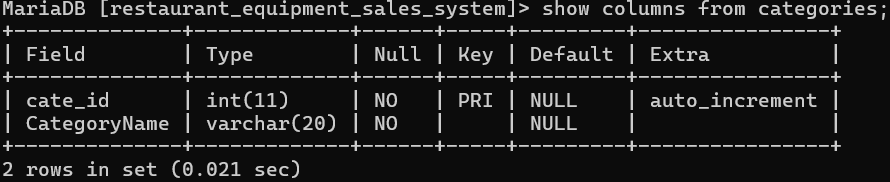 MariaDB [restaurant_equipment_sales_system]> show columns from categories;
+--------------+-------------+------+-----+---------+----------------+
| Field        | Type        | Null | Key | Default | Extra          |
+--------------+-------------+------+-----+---------+----------------+
| cate_id      | int(11)     | NO   | PRI | NULL    | auto_increment |
| CategoryName | varchar(20) | NO   |     | NULL    |                |
+--------------+-------------+------+-----+---------+----------------+
2 rows in set (0.021 sec)